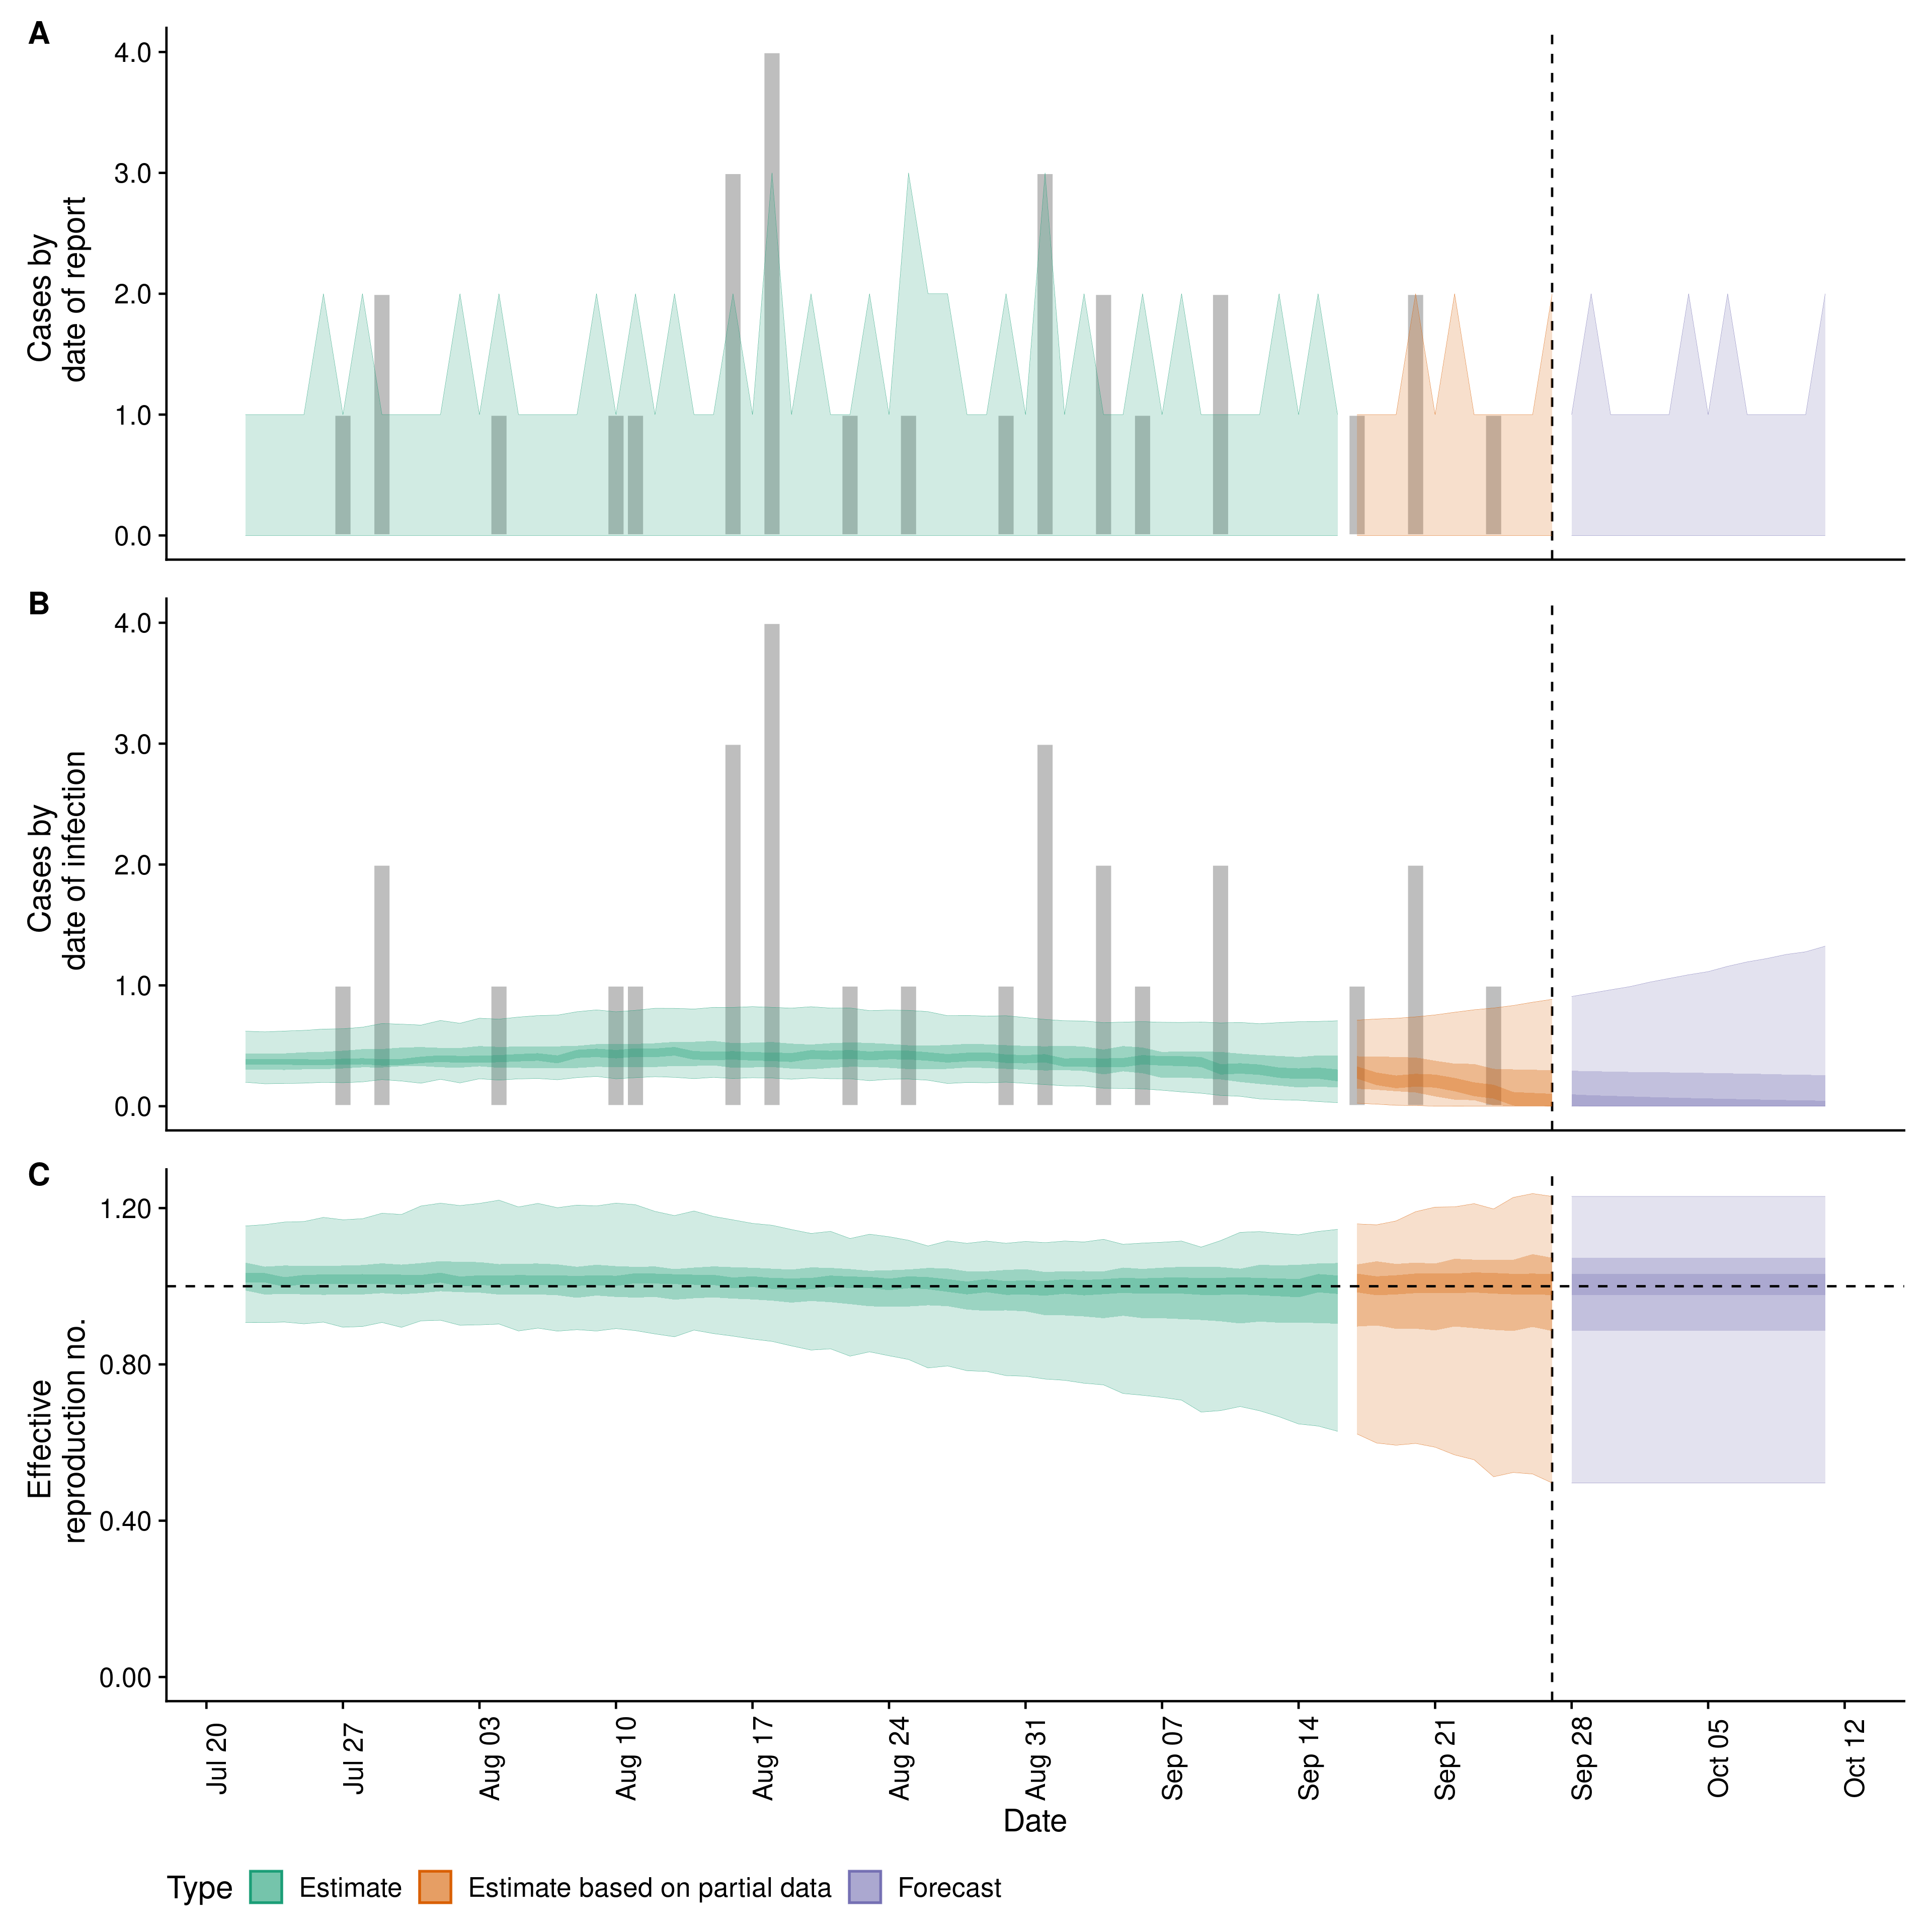 A
4.0
3.0
2.0
1.0
0.0
Cases by
date of report
B
4.0
3.0
2.0
1.0
0.0
Cases by
date of infection
C
1.20
0.80
0.40
0.00
Effective
reproduction no.
Jul 20
Jul 27
Aug 03
Aug 10
Aug 17
Aug 24
Aug 31
Sep 07
Sep 14
Sep 21
Sep 28
Oct 05
Oct 12
Date
Type Estimate Estimate based on partial data Forecast